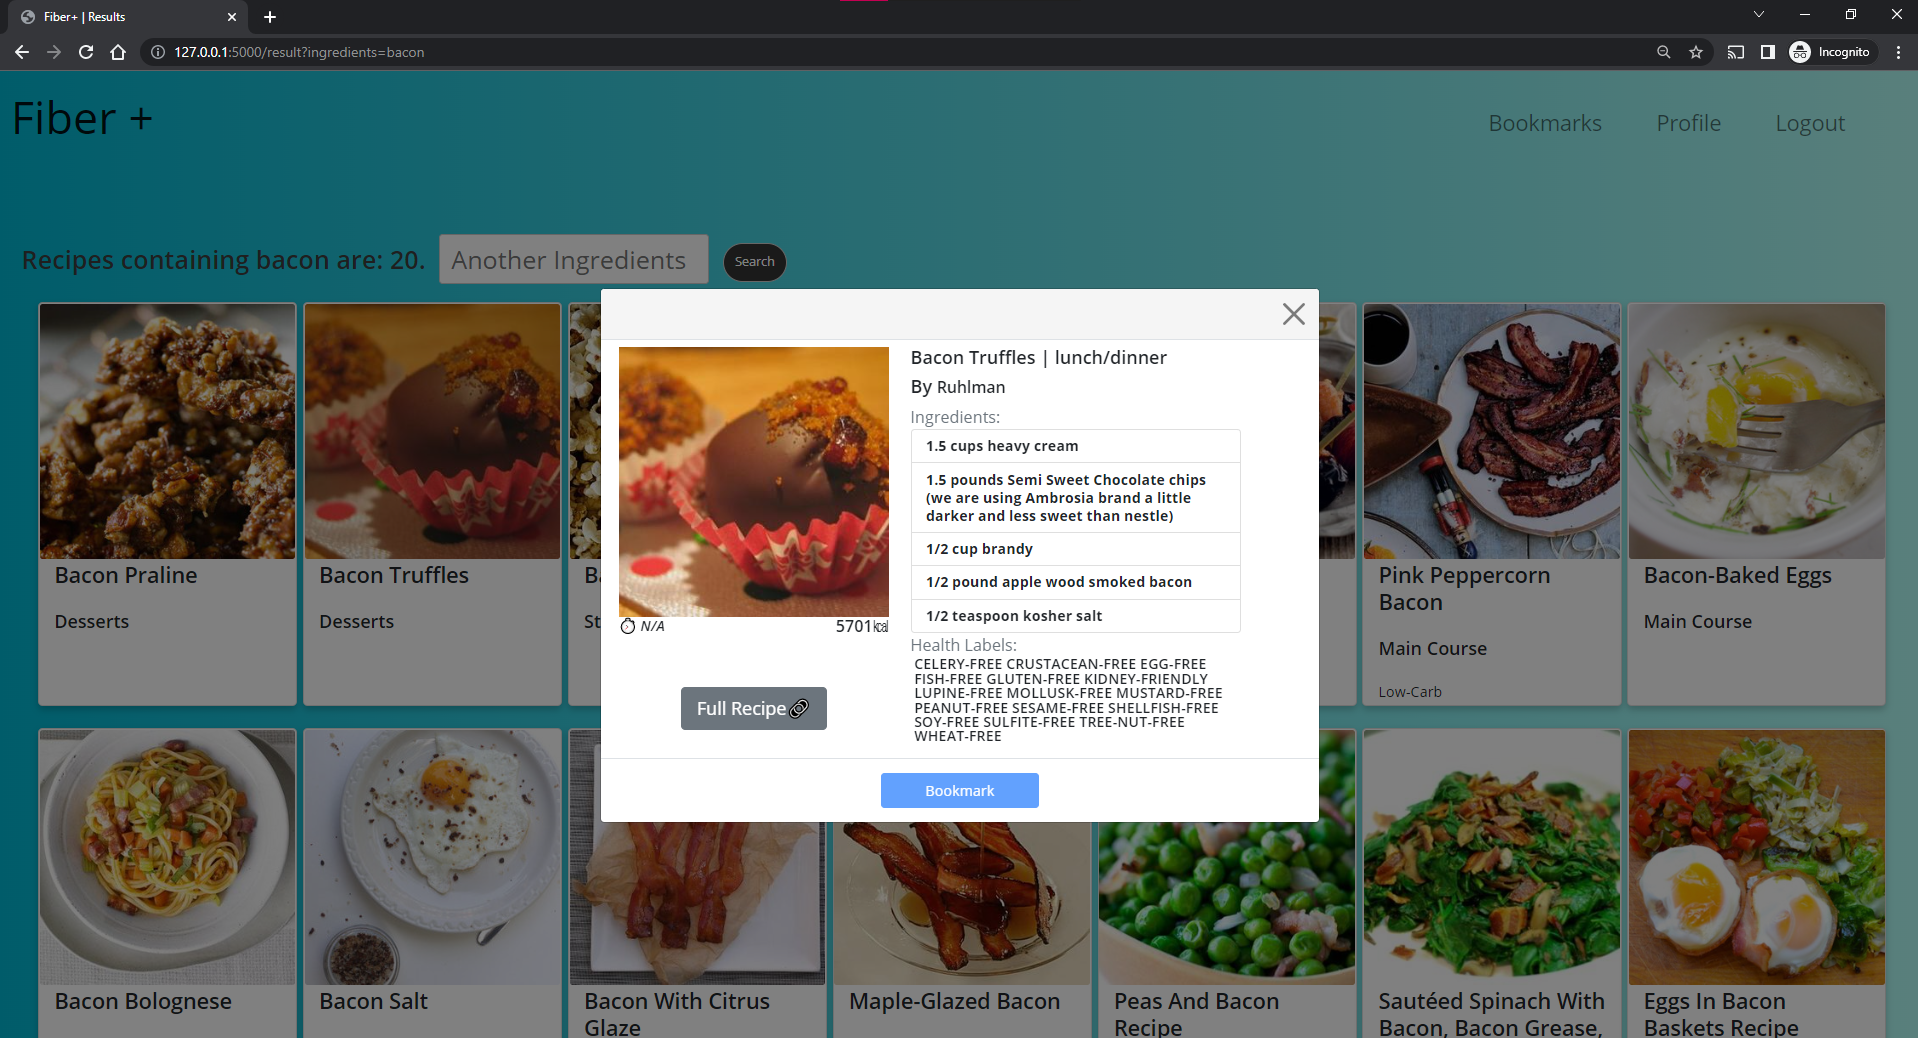 Fiber+ | Results
127.0.0.1:5000/result?ingredients=bacon
Incognito
Fiber +
Bookmarks
Profile
Logout
Recipes containing bacon are: 20.
Another Ingredients
Search
Bacon Truffles | lunch/dinner
By Ruhlman
Ingredients:
1.5 cups heavy cream
1.5 pounds Semi Sweet Chocolate chips
(we are using Ambrosia brand a little
darker and less sweet than nestle)
1/2 cup brandy
1/2 pound apple wood smoked bacon
1/2 teaspoon kosher salt
N/A
5701kcal
Full Recipe
Health Labels:
CELERY-FREE CRUSTACEAN-FREE EGG-FREE
FISH-FREE GLUTEN-FREE KIDNEY-FRIENDLY
LUPINE-FREE MOLLUSK-FREE MUSTARD-FREE
PEANUT-FREE SESAME-FREE SHELLFISH-FREE
SOY-FREE SULFITE-FREE TREE-NUT-FREE
WHEAT-FREE
Bookmark
Bacon Praline
Desserts
Bacon Truffles
Desserts
Pink Peppercorn
Bacon
Main Course
Low-Carb
Bacon-Baked Eggs
Main Course
Bacon Bolognese
Bacon Salt
Bacon With Citrus
Glaze
Maple-Glazed Bacon
Peas And Bacon
Recipe
Sautéed Spinach With
Bacon, Bacon Grease,
Eggs In Bacon
Baskets Recipe